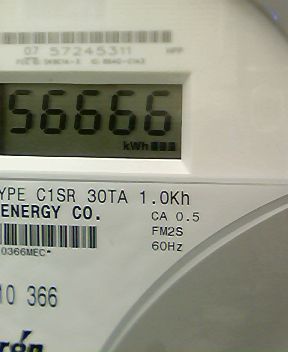 07 57245311
56666
kWh
YPE C1SR 30TA 1.0Kh
ENERGY CO.
CA 0.5
FM2S
60Hz
0366MEC*
10 366
rón